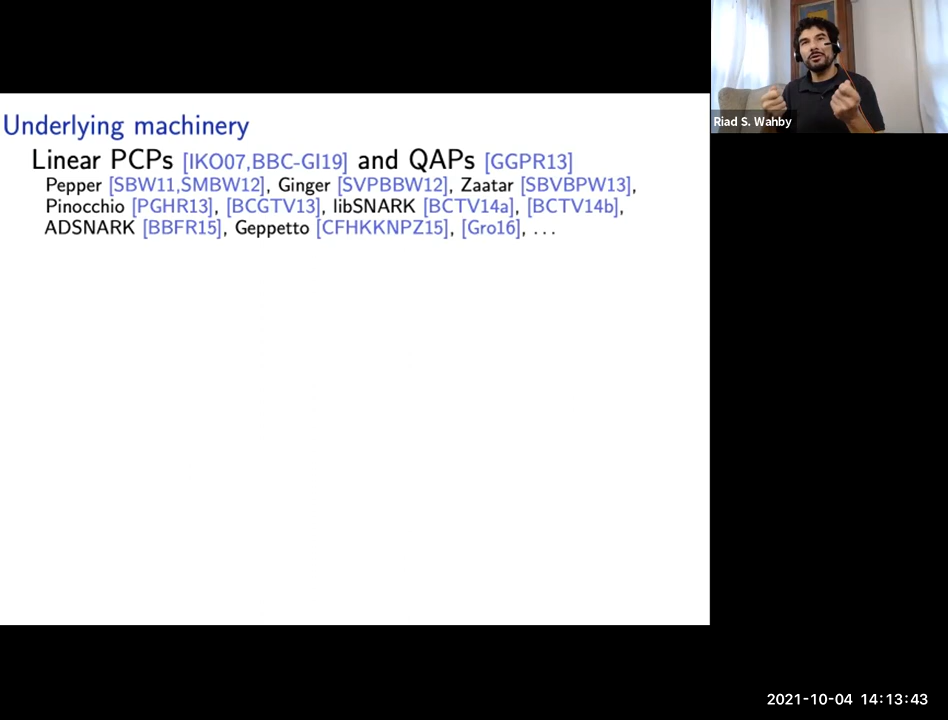 Riad S. Wahby
Underlying machinery
Linear PCPs [IKO07,BBC-GI19] and QAPs [GGPR13]
Pepper [SBW11,SMBW12], Ginger [SVPBBW12], Zaatar [SBVBPW13],
Pinocchio [PGHR13], [BCGTV13], libSNARK [BCTV14a], [BCTV14b],
ADSNARK [BBFR15], Geppetto [CFHKKNPZ15], [Gro16], ...
2021-10-04 14:13:43